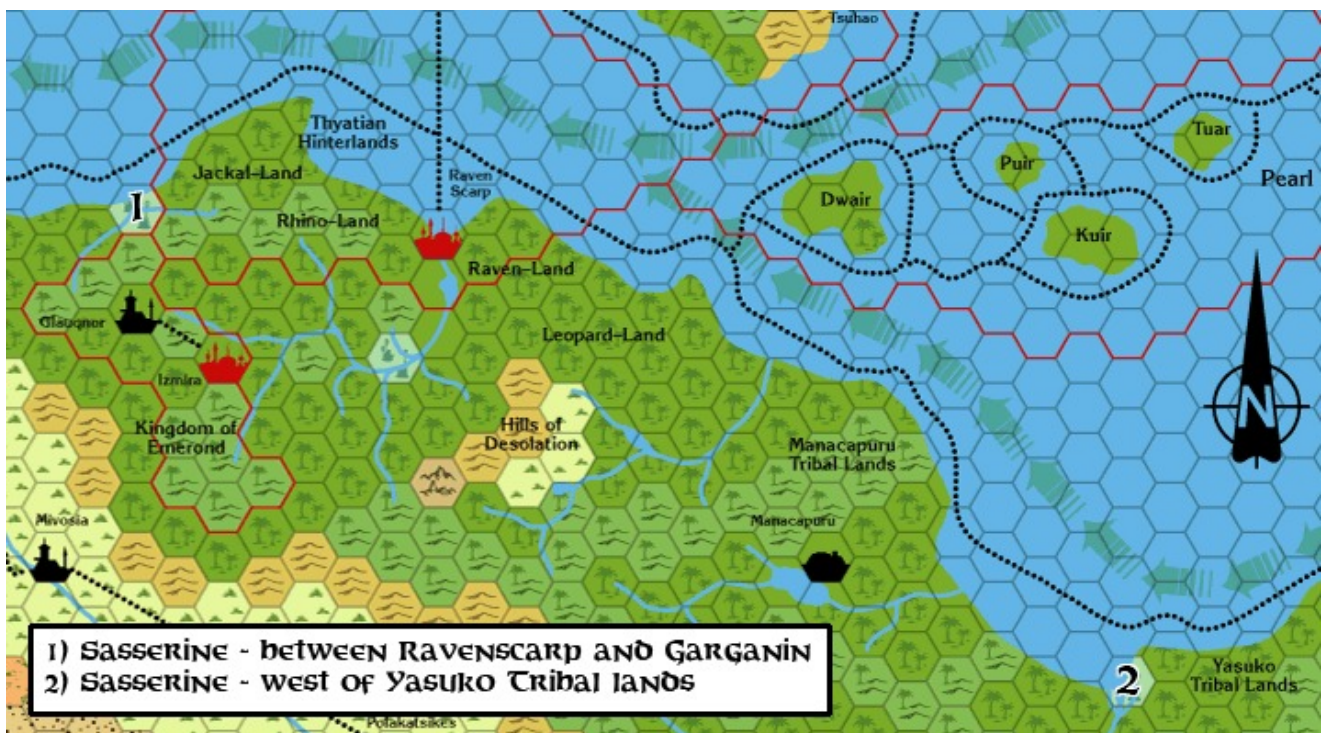 Tsuhao
Thyatian
Hinterlands
Tuar
Puir
Jackal-Land
Raven
Scarp
Pearl
Dwair
1
Rhino-Land
Kuir
Raven-Land
Glauqnor
Leopard-Land
Izmira
N
Kingdom of
Emerond
Hills of
Desolation
Manacapuru
Tribal Lands
Mivosia
Manacapuru
1) Sasserine - between Ravenscarp and Garganin
2) Sasserine - west of Yasuko Tribal lands
2
Yasuko
Tribal Lands
Polakatsikes